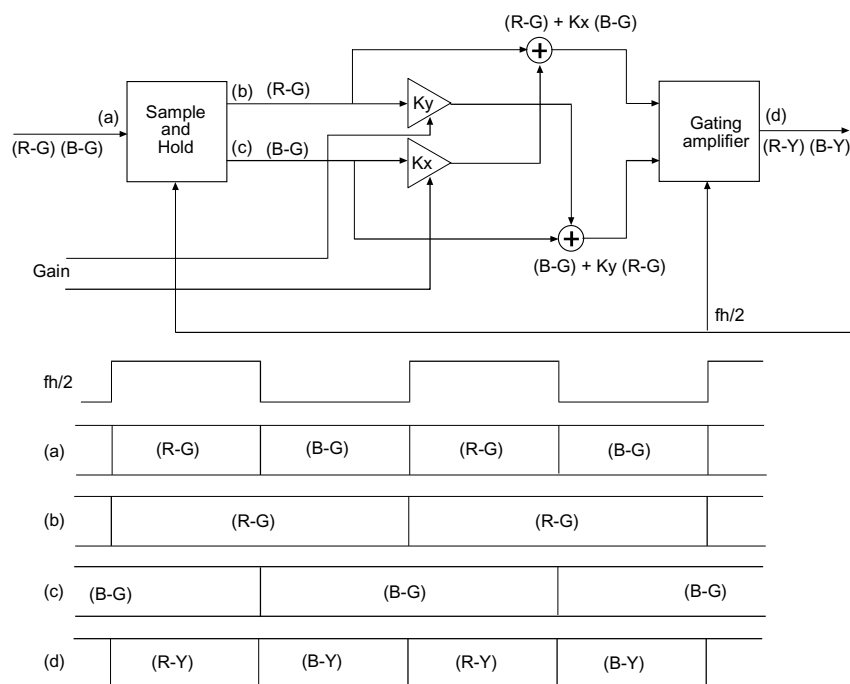 (R-G) + Kx (B-G)
(a)
(R-G) (B-G)
Sample
and
Hold
(b) (R-G)
(c) (B-G)
Ky
Kx
+
+
(B-G) + Ky (R-G)
Gating
amplifier
(d)
(R-Y) (B-Y)
Gain
fh/2
fh/2
(a) (R-G) (B-G) (R-G) (B-G)
(b) (R-G) (R-G)
(c) (B-G) (B-G) (B-G)
(d) (R-Y) (B-Y) (R-Y) (B-Y)